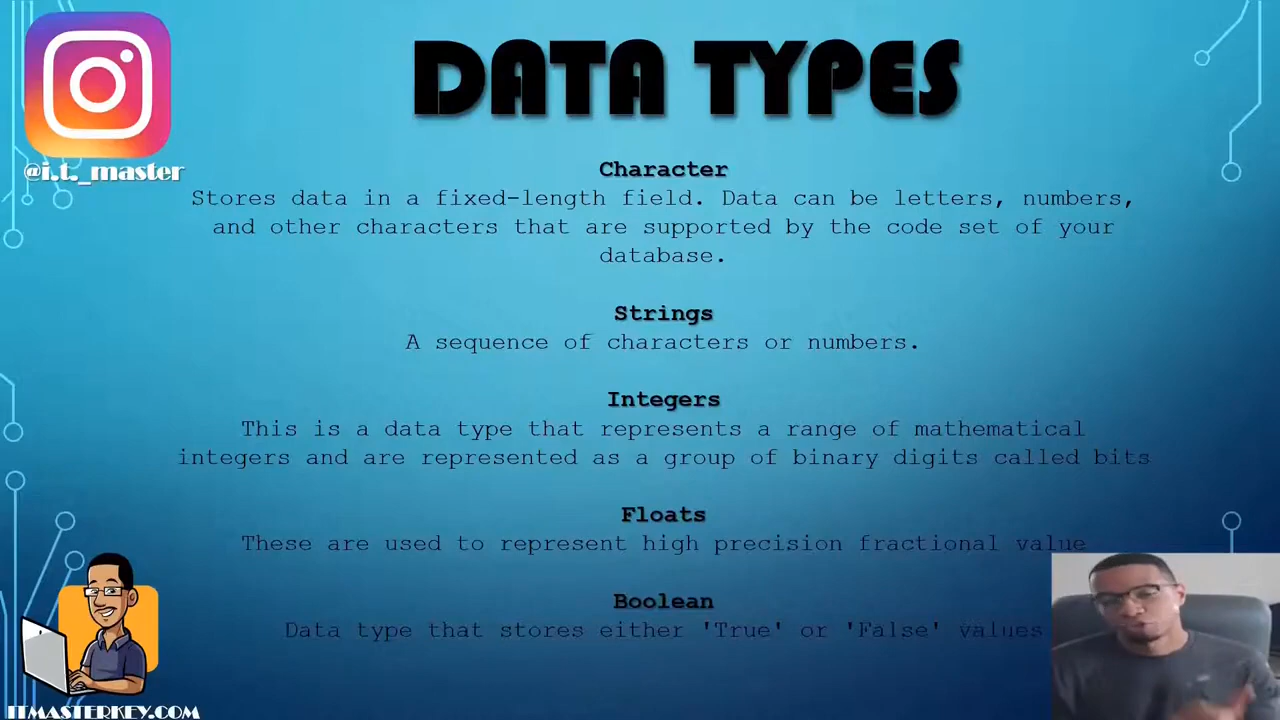 DATA TYPES
@i.t._master
Character
Stores data in a fixed-length field. Data can be letters, numbers,
and other characters that are supported by the code set of your
database.
Strings
A sequence of characters or numbers.
Integers
This is a data type that represents a range of mathematical
integers and are represented as a group of binary digits called bits
Floats
These are used to represent high precision fractional value
Boolean
Data type that stores either 'True' or 'False' values
ITMASTERKEY.COM